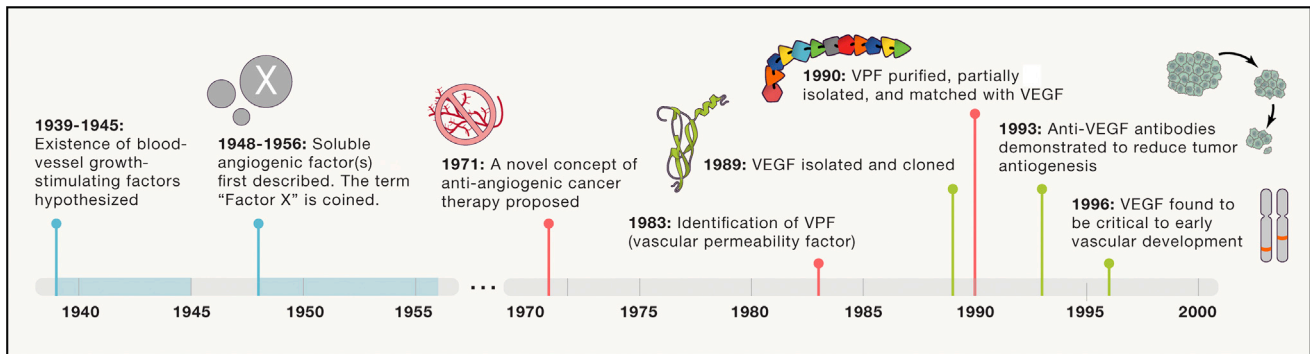 1939-1945:
Existence of blood-
vessel growth-
stimulating factors
hypothesized
X
1948-1956: Soluble
angiogenic factor(s)
first described. The term
“Factor X” is coined.
1971: A novel concept of
anti-angiogenic cancer
therapy proposed
1983: Identification of VPF
(vascular permeability factor)
1989: VEGF isolated and cloned
1990: VPF purified, partially
isolated, and matched with VEGF
1993: Anti-VEGF antibodies
demonstrated to reduce tumor
antiogenesis
1996: VEGF found to
be critical to early
vascular development
...
1940 1945 1950 1955 1970 1975 1980 1985 1990 1995 2000